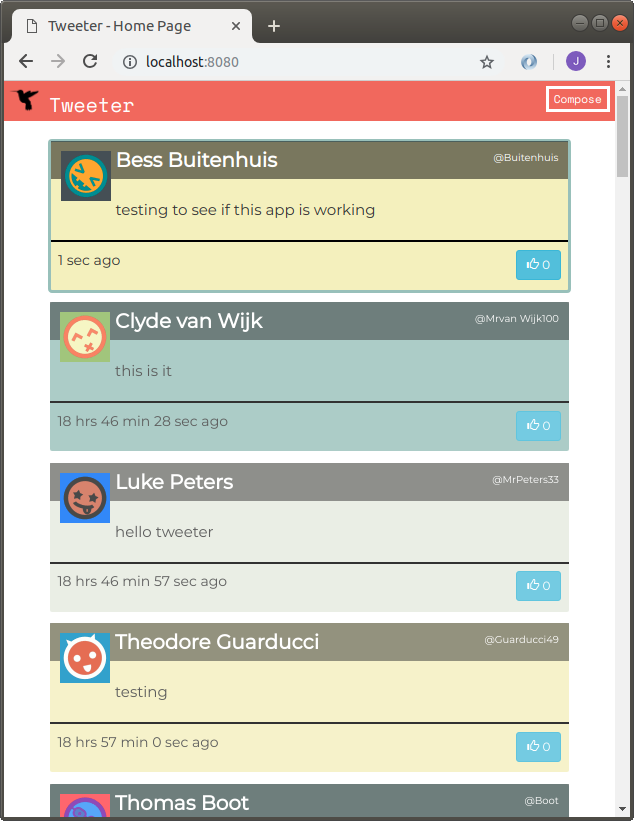 Tweeter - Home Page
localhost:8080
J
Tweeter
Compose
Bess Buitenhuis
@Buitenhuis
testing to see if this app is working
1 sec ago
0
Clyde van Wijk
@Mrvan Wijk100
this is it
18 hrs 46 min 28 sec ago
0
Luke Peters
@MrPeters33
hello tweeter
18 hrs 46 min 57 sec ago
0
Theodore Guarducci
@Guarducci49
testing
18 hrs 57 min 0 sec ago
0
Thomas Boot
@Boot